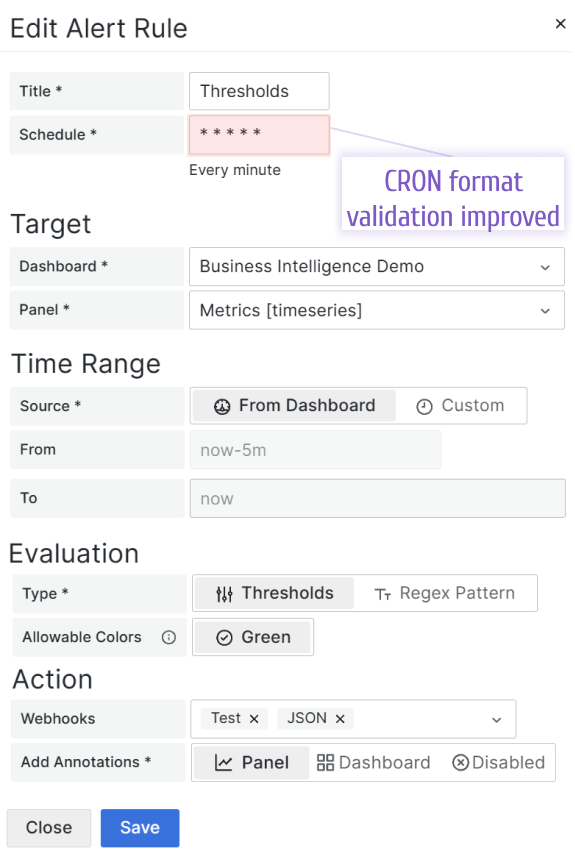 Edit Alert Rule
Title *
Thresholds
Schedule *
* * * * *
Every minute
CRON format
validation improved
Target
Dashboard *
Business Intelligence Demo
Panel *
Metrics [timeseries]
Time Range
Source *
From Dashboard
Custom
From
now-5m
To
now
Evaluation
Type *
Thresholds
Regex Pattern
Allowable Colors
Green
Action
Webhooks
Test
JSON
Add Annotations *
Panel
Dashboard
Disabled
Close
Save